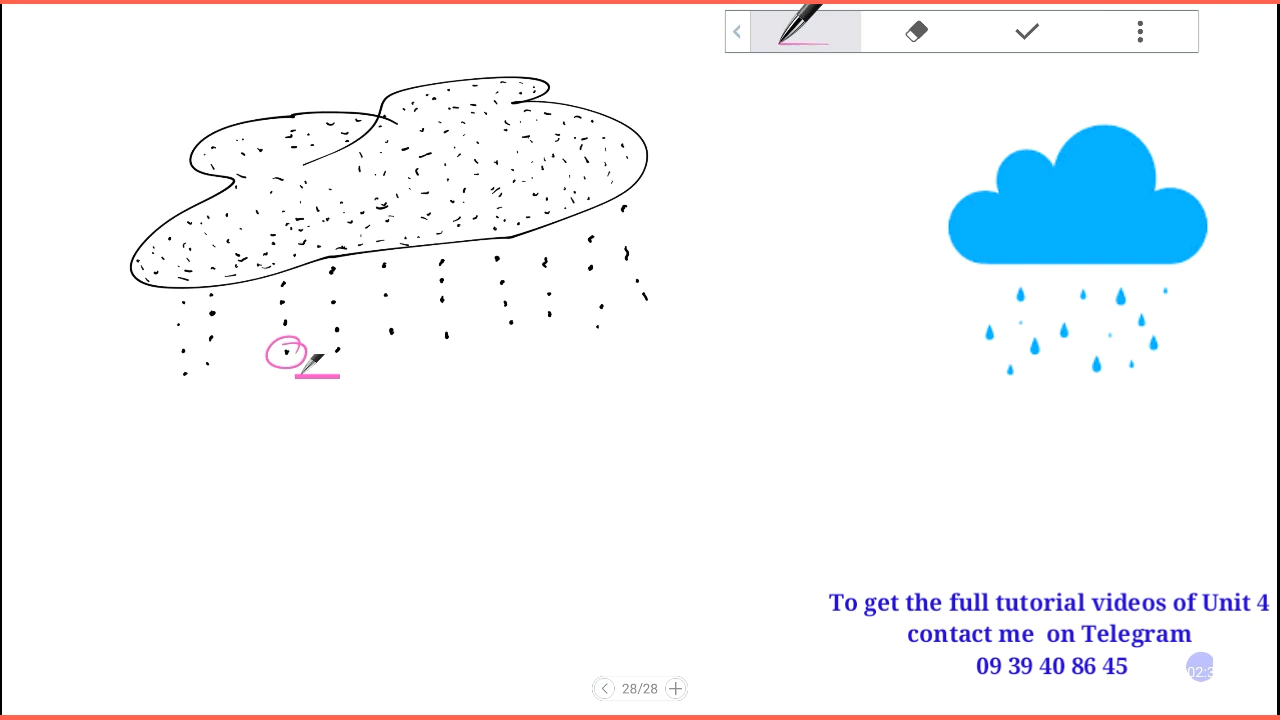 To get the full tutorial videos of Unit 4
contact me on Telegram
09 39 40 86 45
28/28